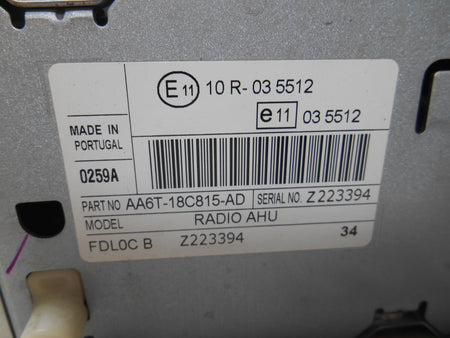 E11 10 R- 03 5512
e11 03 5512
MADE IN
PORTUGAL
0259A
PART NO AA6T-18C815-AD SERIAL NO. Z223394
MODEL RADIO AHU
FDL0C B Z223394 34